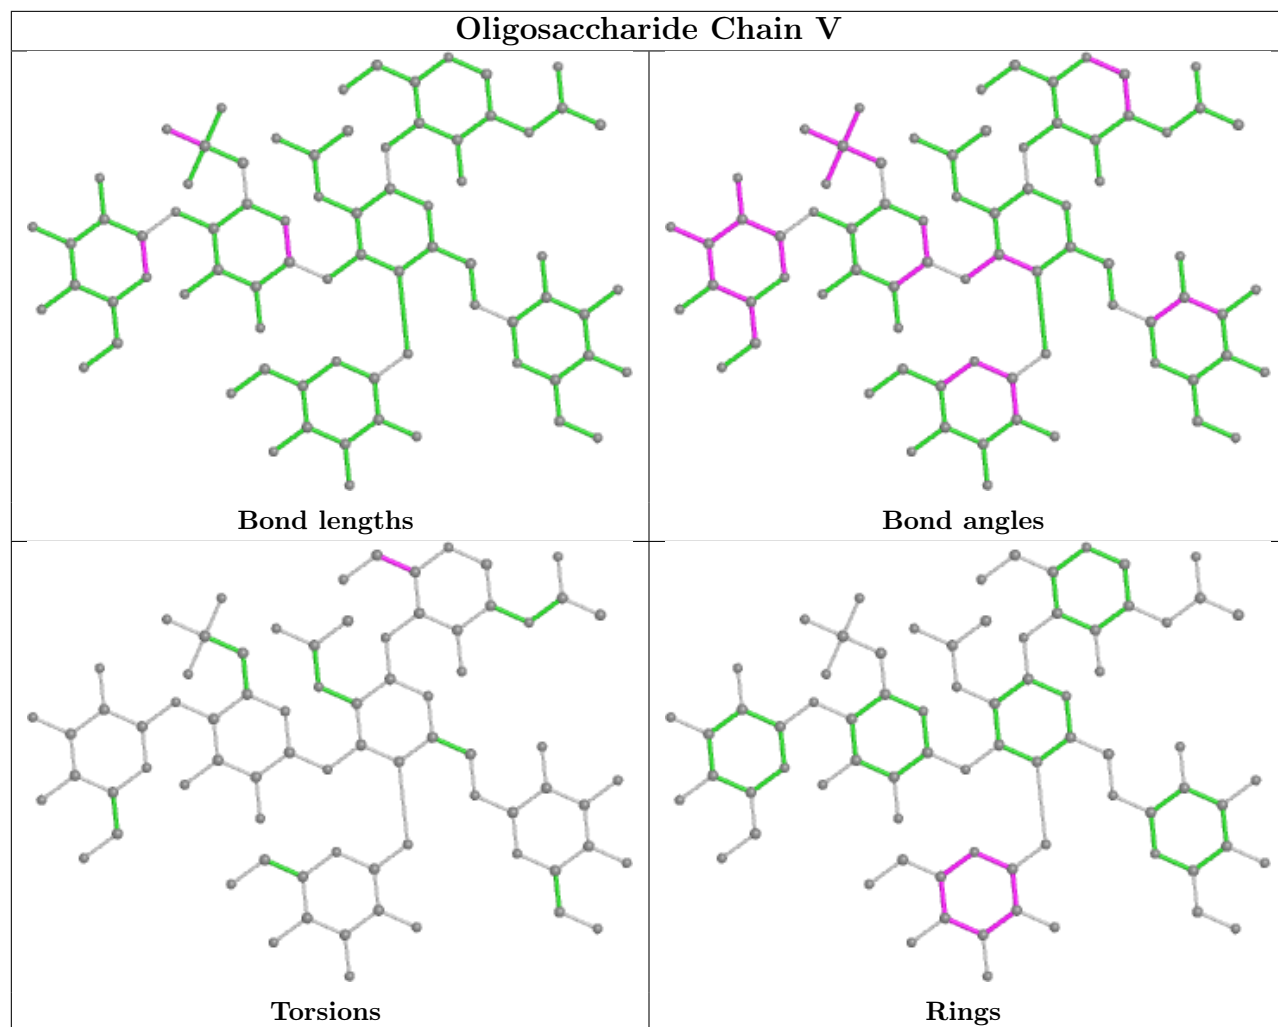 Oligosaccharide Chain V
Bond lengths
Bond angles
Torsions
Rings